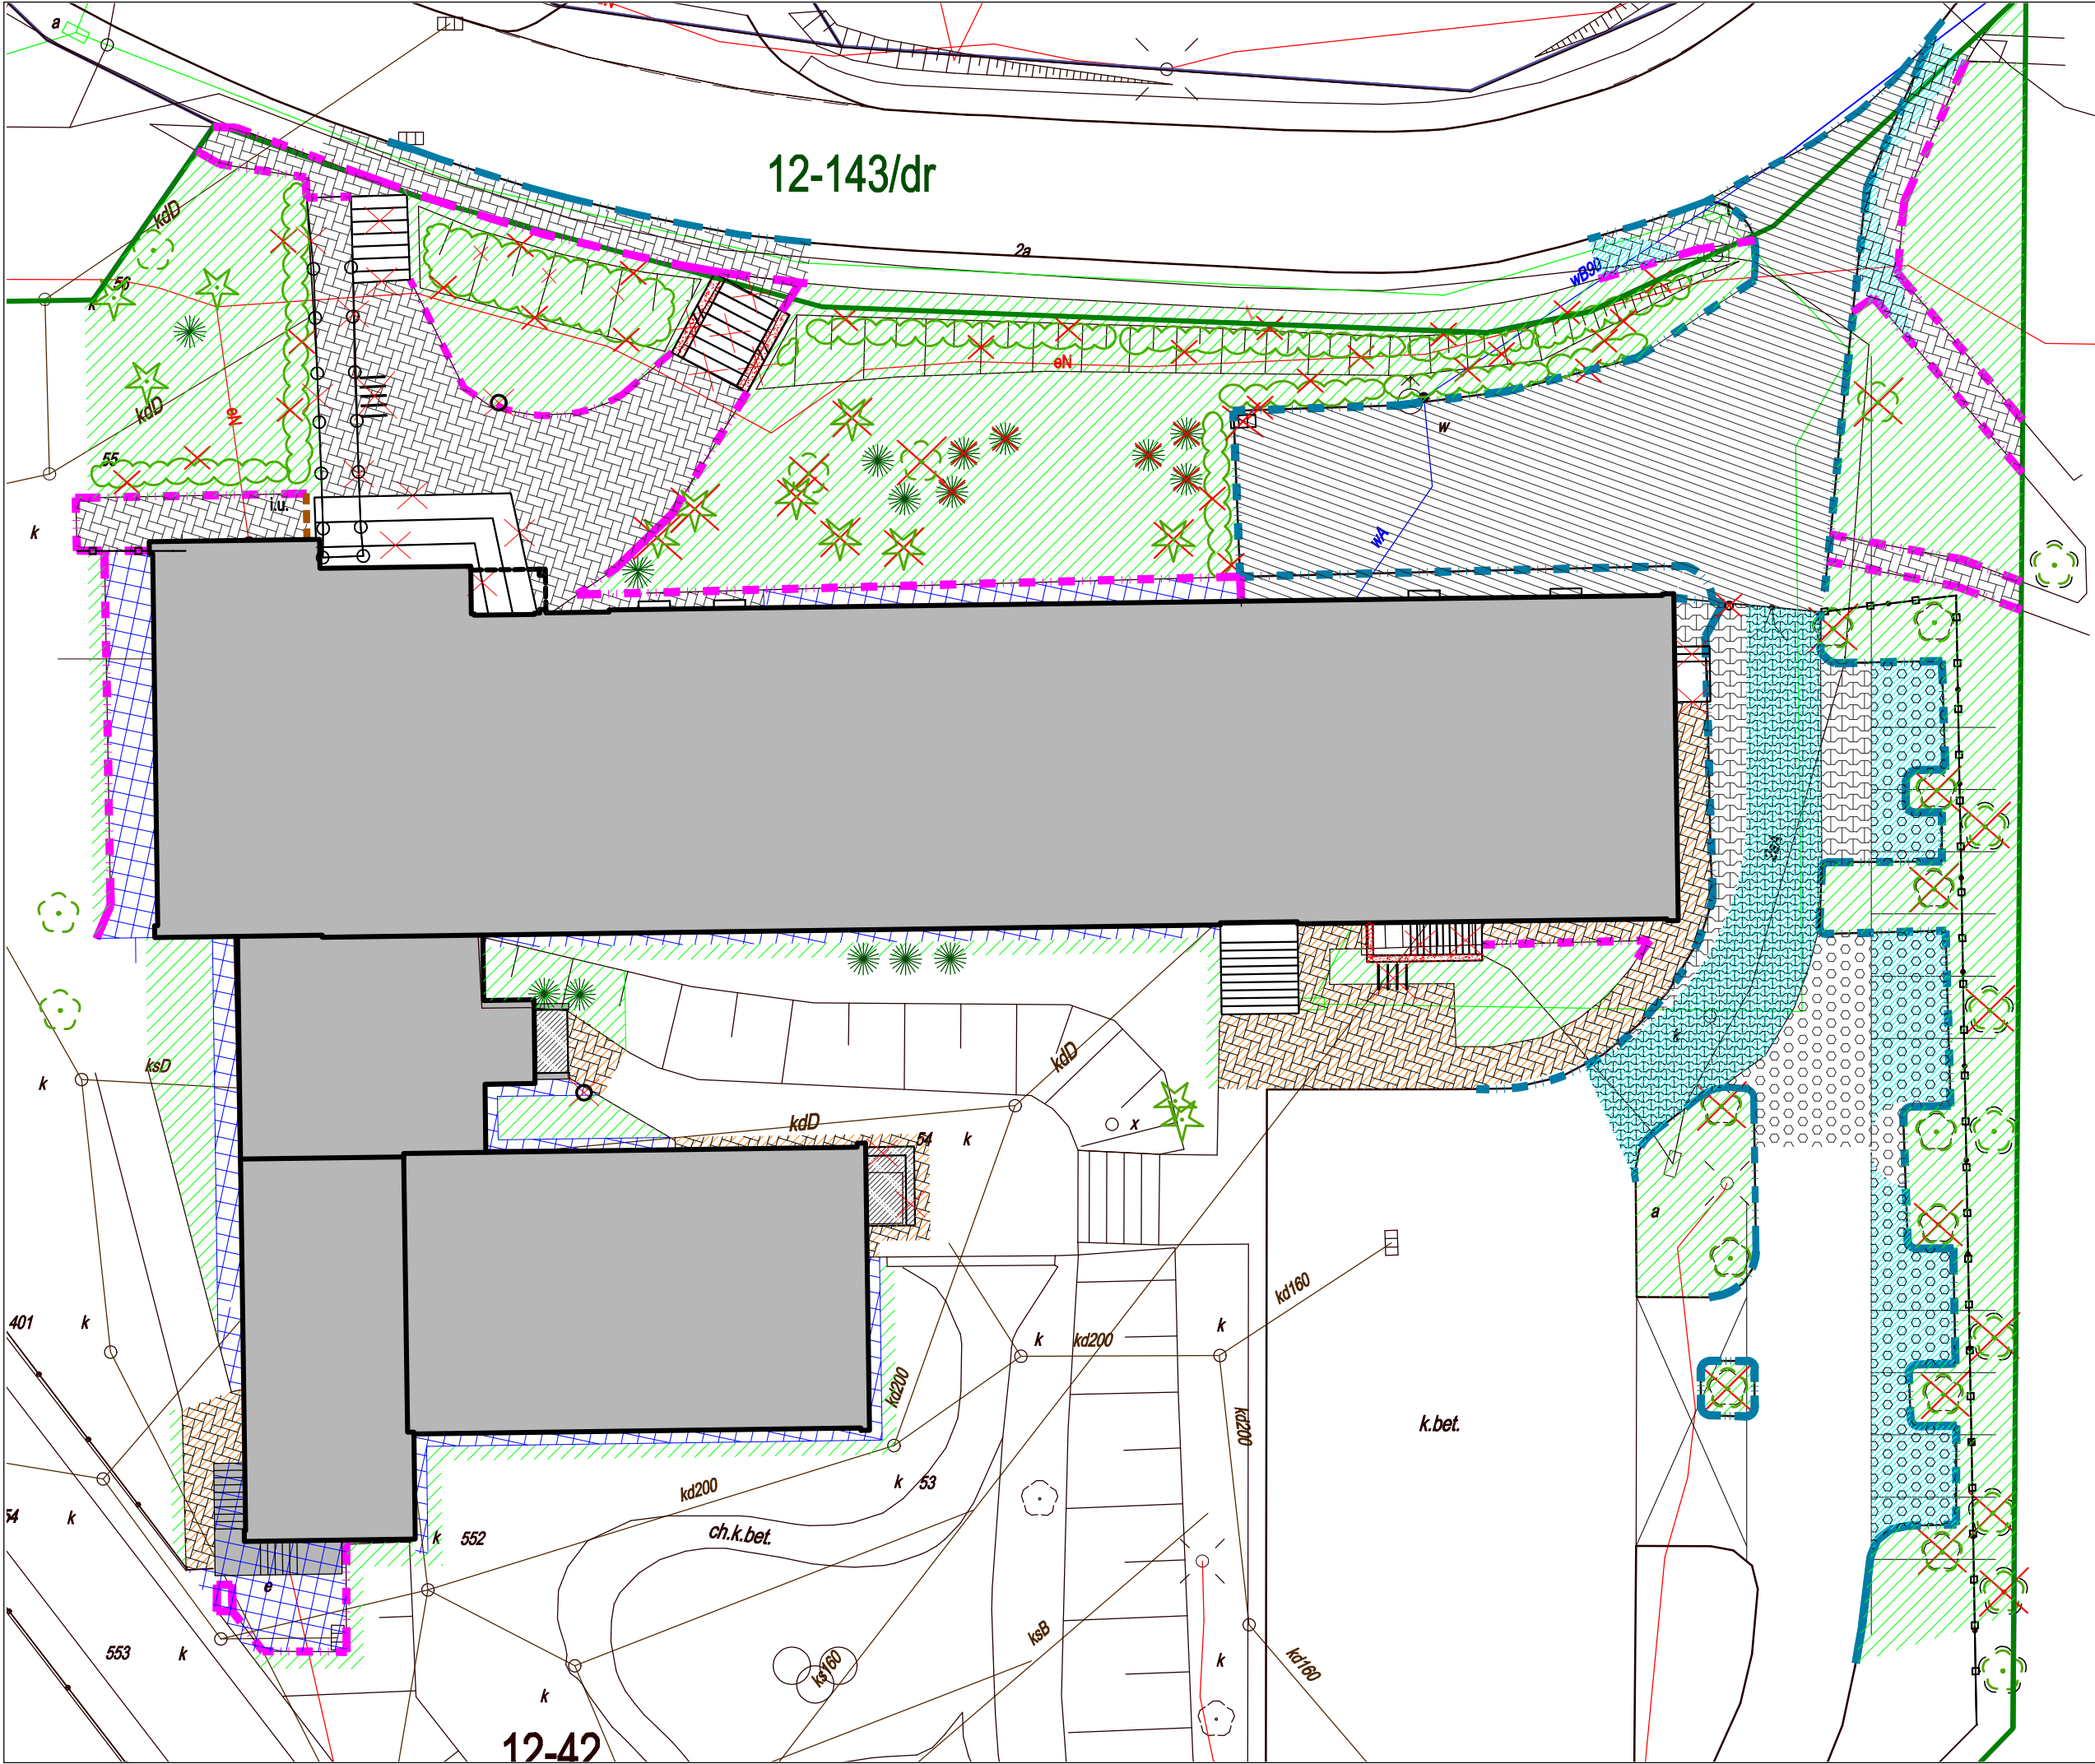 a
eN
12-143/dr
kdD
2a
wB90
56
k
eN
eN
kdD
w
55
i.u.
k
wA
ksD
k
kdD
kdD
x
54
k
k
a
kd160
401
k
k
kd200
k
kd200
kd200
k.bet.
kd200
k
53
54
k
ch.k.bet.
k
552
e
ksB
553
k
ks160
k
kd160
k
12-42